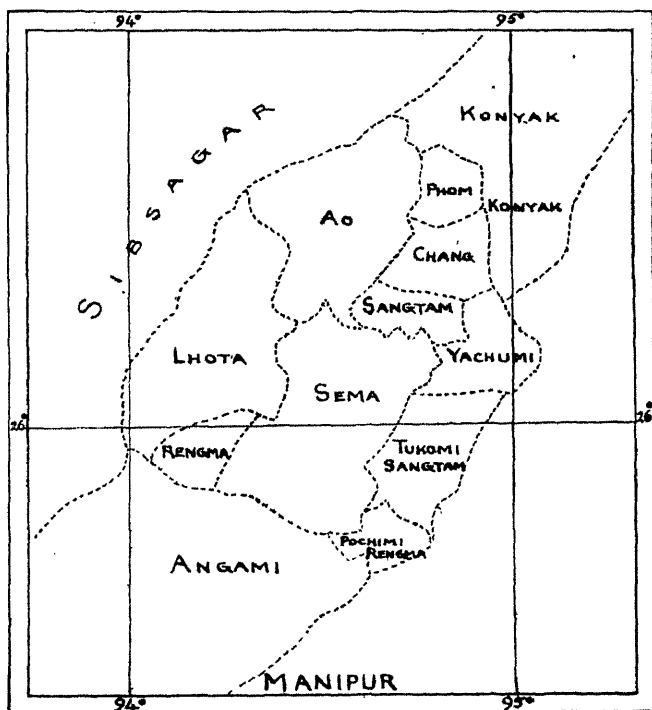 94° 95°
KONYAK
SIBSAGAR
PHOM
KONYAK
AO
CHANG
SANGTAM
LHOTA
YACHUMI
SEMA
26° 26°
RENGMA
TUKOMI
SANGTAM
POCHIMI
RENGMA
ANGAMI
MANIPUR
94° 95°